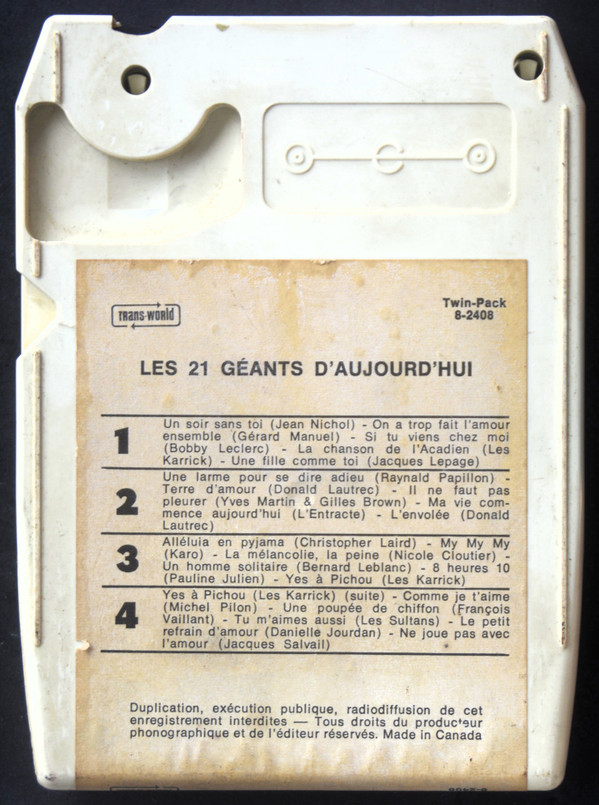 TRANS-WORLD
Twin-Pack
8-2408
LES 21 GÉANTS D'AUJOURD'HUI
1
Un soir sans toi (Jean Nichol) - On a trop fait l'amour
ensemble (Gérard Manuel) - Si tu viens chez moi
(Bobby Leclerc) - La chanson de l'Acadien (Les
Karrick) - Une fille comme toi (Jacques Lepage)
2
Une larme pour se dire adieu (Raynald Papillon) -
Terre d'amour (Donald Lautrec) - Il ne faut pas
pleurer (Yves Martin & Gilles Brown) - Ma vie com-
mence aujourd'hui (L'Entracte) - L'envolée (Donald
Lautrec)
3
Alléluia en pyjama (Christopher Laird) - My My My
(Karo) - La mélancolie, la peine (Nicole Cloutier) -
Un homme solitaire (Bernard Leblanc) - 8 heures 10
(Pauline Julien) - Yes à Pichou (Les Karrick)
4
Yes à Pichou (Les Karrick) (suite) - Comme je t'aime
(Michel Pilon) - Une poupée de chiffon (François
Vaillant) - Tu m'aimes aussi (Les Sultans) - Le petit
refrain d'amour (Danielle Jourdan) - Ne joue pas avec
l'amour (Jacques Salvail)
Duplication, exécution publique, radiodiffusion de cet
enregistrement interdites — Tous droits du producteur
phonographique et de l'éditeur réservés. Made in Canada